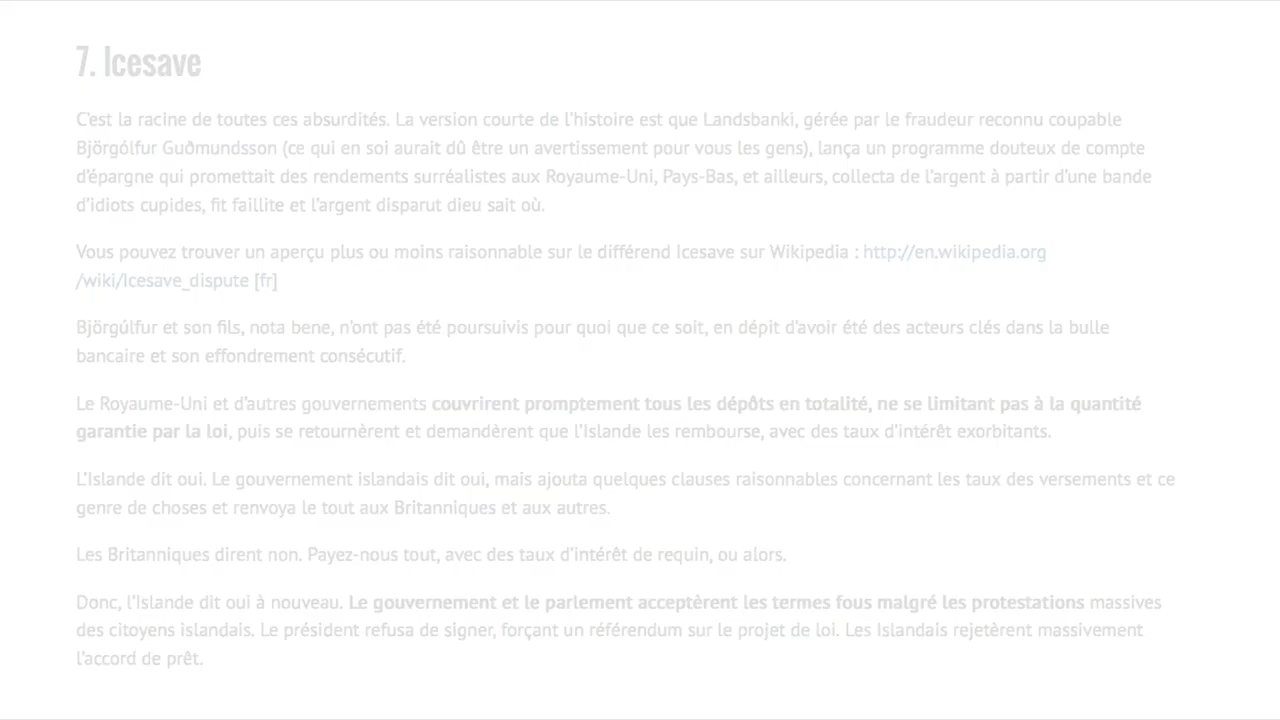 7. Icesave
C'est la racine de toutes ces absurdités. La version courte de l'histoire est que Landsbanki, gérée par le fraudeur reconnu coupable
Björgólfur Guðmundsson (ce qui en soi aurait dû être un avertissement pour vous les gens), lança un programme douteux de compte
d'épargne qui promettait des rendements surréalistes aux Royaume-Uni, Pays-Bas, et ailleurs, collecta de l'argent à partir d'une bande
d'idiots cupides, fit faillite et l'argent disparut dieu sait où.
Vous pouvez trouver un aperçu plus ou moins raisonnable sur le différend Icesave sur Wikipedia : http://en.wikipedia.org
/wiki/Icesave_dispute [fr]
Björgúlfur et son fils, nota bene, n'ont pas été poursuivis pour quoi que ce soit, en dépit d'avoir été des acteurs clés dans la bulle
bancaire et son effondrement consécutif.
Le Royaume-Uni et d'autres gouvernements couvrirent promptement tous les dépôts en totalité, ne se limitant pas à la quantité
garantie par la loi, puis se retournèrent et demandèrent que l'Islande les rembourse, avec des taux d'intérêt exorbitants.
L'Islande dit oui. Le gouvernement islandais dit oui, mais ajouta quelques clauses raisonnables concernant les taux des versements et ce
genre de choses et renvoya le tout aux Britanniques et aux autres.
Les Britanniques dirent non. Payez-nous tout, avec des taux d'intérêt de requin, ou alors.
Donc, l'Islande dit oui à nouveau. Le gouvernement et le parlement acceptèrent les termes fous malgré les protestations massives
des citoyens islandais. Le président refusa de signer, forçant un référendum sur le projet de loi. Les Islandais rejetèrent massivement
l'accord de prêt.